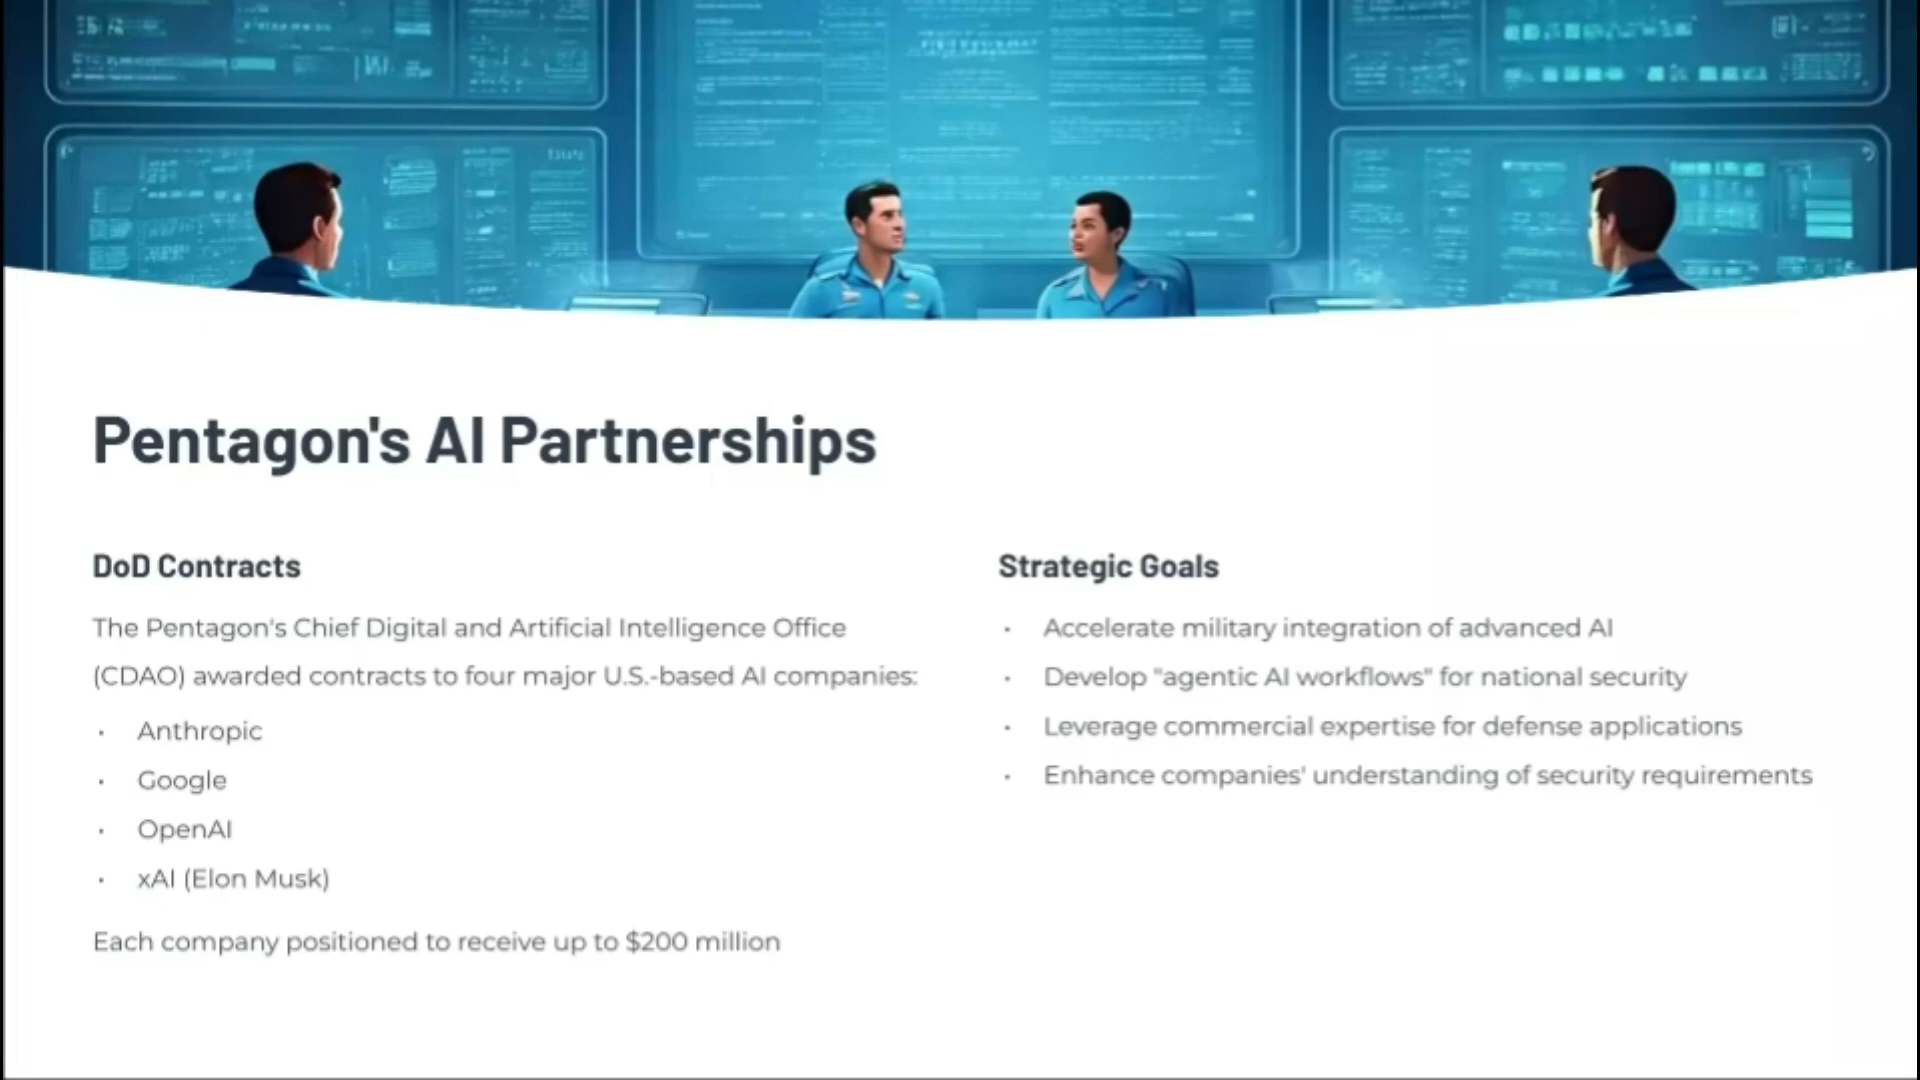 Pentagon's AI Partnerships
DoD Contracts
The Pentagon's Chief Digital and Artificial Intelligence Office
(CDAO) awarded contracts to four major U.S.-based AI companies:
· Anthropic
· Google
· OpenAI
· xAI (Elon Musk)
Each company positioned to receive up to $200 million
Strategic Goals
· Accelerate military integration of advanced AI
· Develop "agentic AI workflows" for national security
· Leverage commercial expertise for defense applications
· Enhance companies' understanding of security requirements